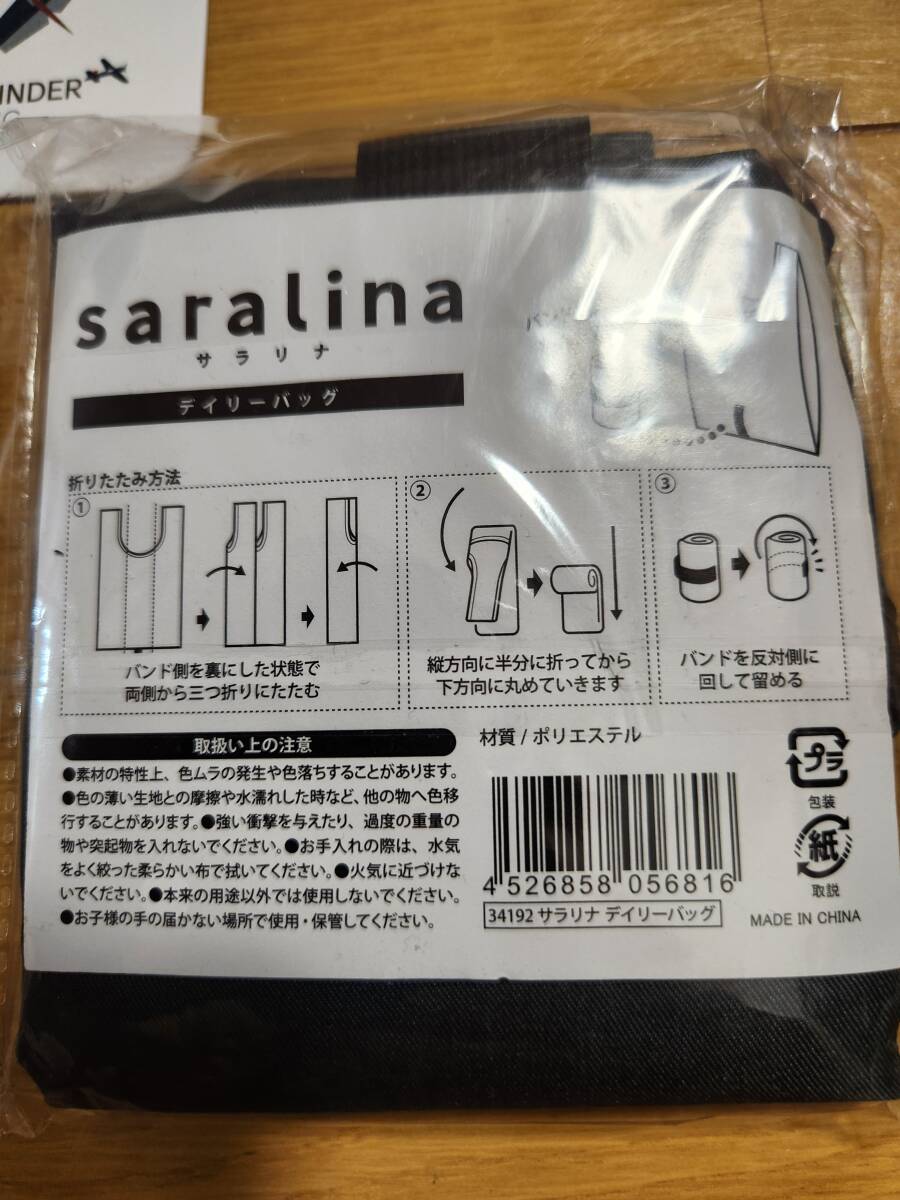 INDER
saralina
サラリナ
デイリーバッグ
折りたたみ方法
①
②
③
バンド側を裏にした状態で
両側から三つ折りにたたむ
縦方向に半分に折ってから
下方向に丸めていきます
バンドを反対側に
回して留める
取扱い上の注意
●素材の特性上、色ムラの発生や色落ちすることがあります。
●色の薄い生地との摩擦や水濡れした時など、他の物へ色移
行することがあります。●強い衝撃を与えたり、過度の重量の
物や突起物を入れないでください。●お手入れの際は、水気
をよく絞った柔らかい布で拭いてください。●火気に近づけな
いでください。●本来の用途以外では使用しないでください。
●お子様の手の届かない場所で使用・保管してください。
材質 / ポリエステル
4 526858 056816
34192 サラリナ デイリーバッグ
プラ
包装
紙
取説
MADE IN CHINA